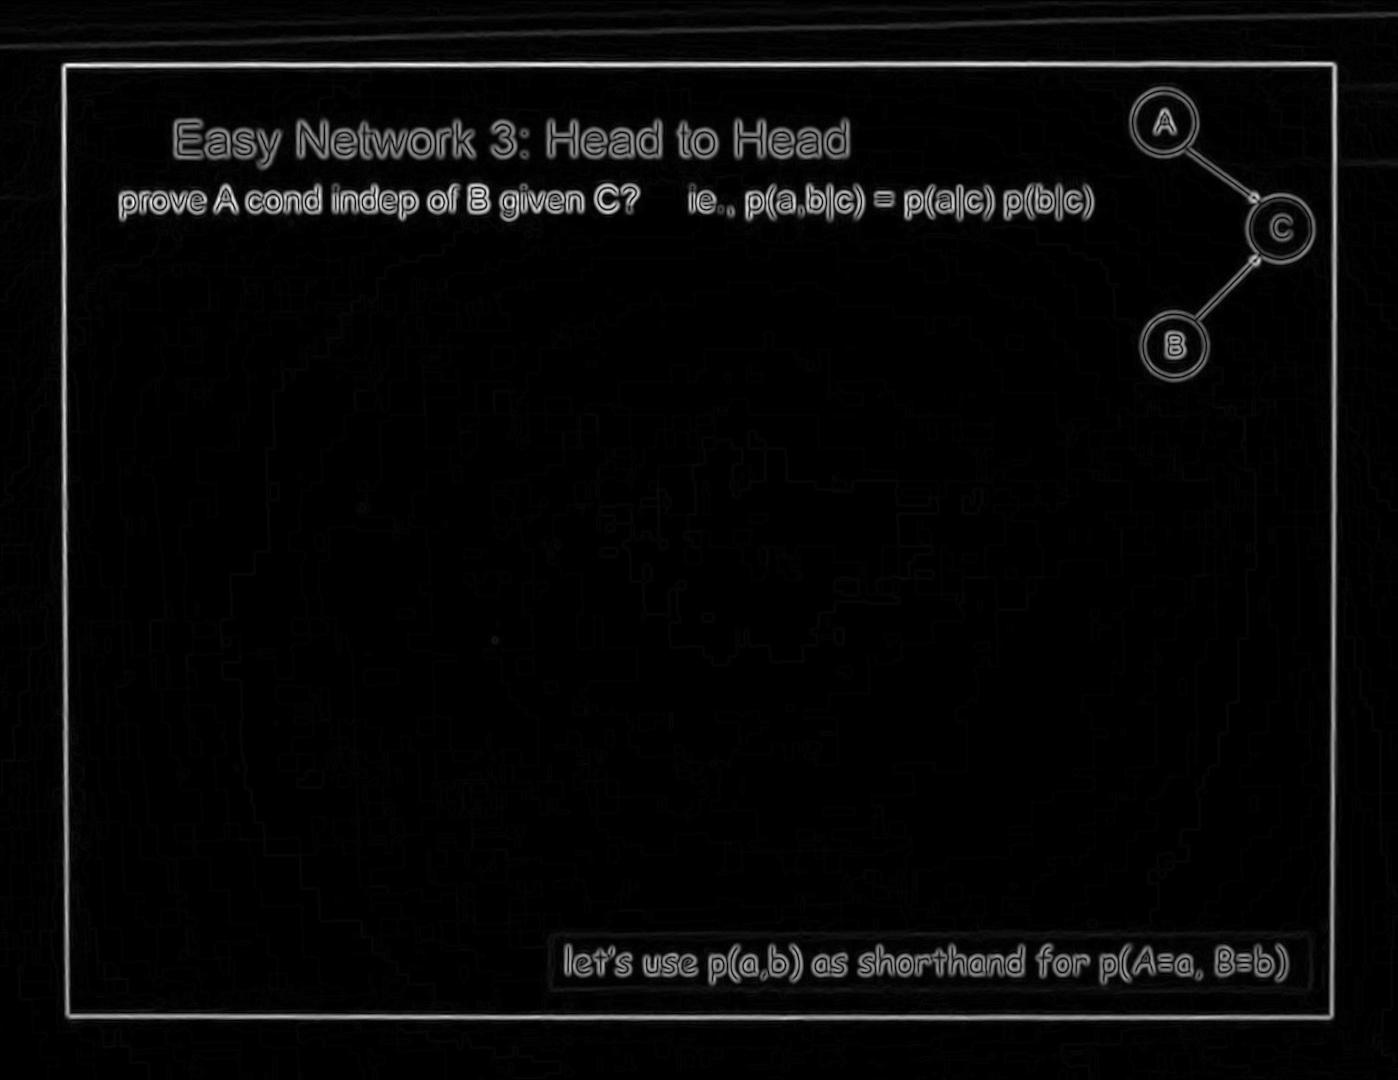 Easy Network 3: Head to Head
prove A cond indep of B given C? ie., p(a,b|c) = p(a|c) p(b|c)
A
C
B
let's use p(a,b) as shorthand for p(A=a, B=b)